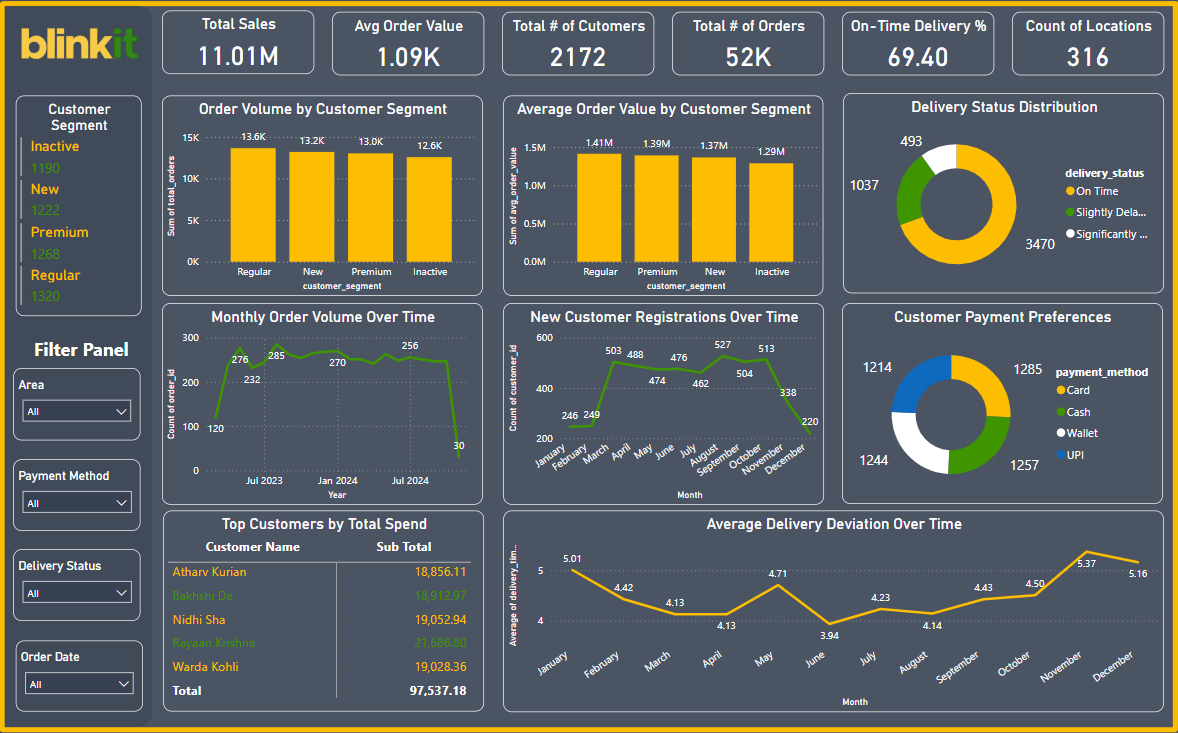 blinkit
Total Sales
11.01M
Avg Order Value
1.09K
Total # of Cutomers
2172
Total # of Orders
52K
On-Time Delivery %
69.40
Count of Locations
316
Customer
Segment
Inactive
1190
New
1222
Premium
1268
Regular
1320
Filter Panel
Area
All
Payment Method
All
Delivery Status
All
Order Date
All
Order Volume by Customer Segment
Sum of total_orders
15K
10K
5K
0K
13.6K
13.2K
13.0K
12.6K
Regular
New
Premium
Inactive
customer_segment
Average Order Value by Customer Segment
Sum of avg_order_value
1.5M
1.0M
0.5M
0.0M
1.41M
1.39M
1.37M
1.29M
Regular
Premium
New
Inactive
customer_segment
Delivery Status Distribution
493
1037
3470
delivery_status
On Time
Slightly Dela...
Significantly ...
Monthly Order Volume Over Time
Count of order_id
300
200
100
0
120
276
232
285
270
256
30
Jul 2023
Jan 2024
Jul 2024
Year
New Customer Registrations Over Time
Count of customer_id
600
400
200
246
249
503
488
474
476
462
527
504
513
338
220
January
February
March
April
May
June
July
August
September
October
November
December
Month
Customer Payment Preferences
1214
1285
1244
1257
payment_method
Card
Cash
Wallet
UPI
Top Customers by Total Spend
Customer Name Sub Total
Atharv Kurian 18,856.11
Bakhshi De 18,912.97
Nidhi Sha 19,052.94
Rayaan Krishna 21,686.80
Warda Kohli 19,028.36
Total 97,537.18
Average Delivery Deviation Over Time
Average of delivery_tim...
5
4
5.01
4.42
4.13
4.13
4.71
3.94
4.23
4.14
4.43
4.50
5.37
5.16
January
February
March
April
May
June
July
August
September
October
November
December
Month